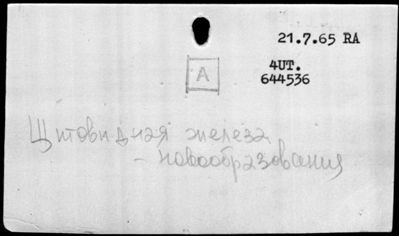 21.7.65 RA
4UT.
644536
A
Щитовидная железа
- новообразования